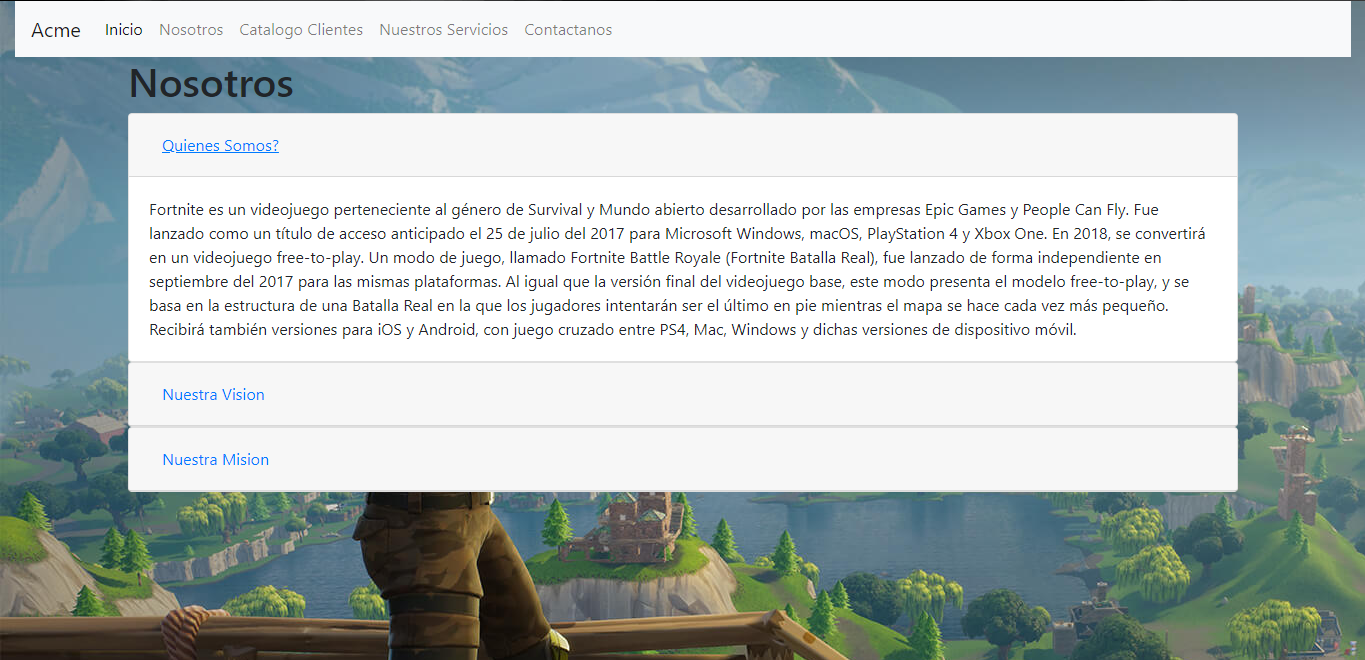 Acme Inicio Nosotros Catalogo Clientes Nuestros Servicios Contactanos
Nosotros
Quienes Somos?
Fortnite es un videojuego perteneciente al género de Survival y Mundo abierto desarrollado por las empresas Epic Games y People Can Fly. Fue
lanzado como un título de acceso anticipado el 25 de julio del 2017 para Microsoft Windows, macOS, PlayStation 4 y Xbox One. En 2018, se convertirá
en un videojuego free-to-play. Un modo de juego, llamado Fortnite Battle Royale (Fortnite Batalla Real), fue lanzado de forma independiente en
septiembre del 2017 para las mismas plataformas. Al igual que la versión final del videojuego base, este modo presenta el modelo free-to-play, y se
basa en la estructura de una Batalla Real en la que los jugadores intentarán ser el último en pie mientras el mapa se hace cada vez más pequeño.
Recibirá también versiones para iOS y Android, con juego cruzado entre PS4, Mac, Windows y dichas versiones de dispositivo móvil.
Nuestra Vision
Nuestra Mision